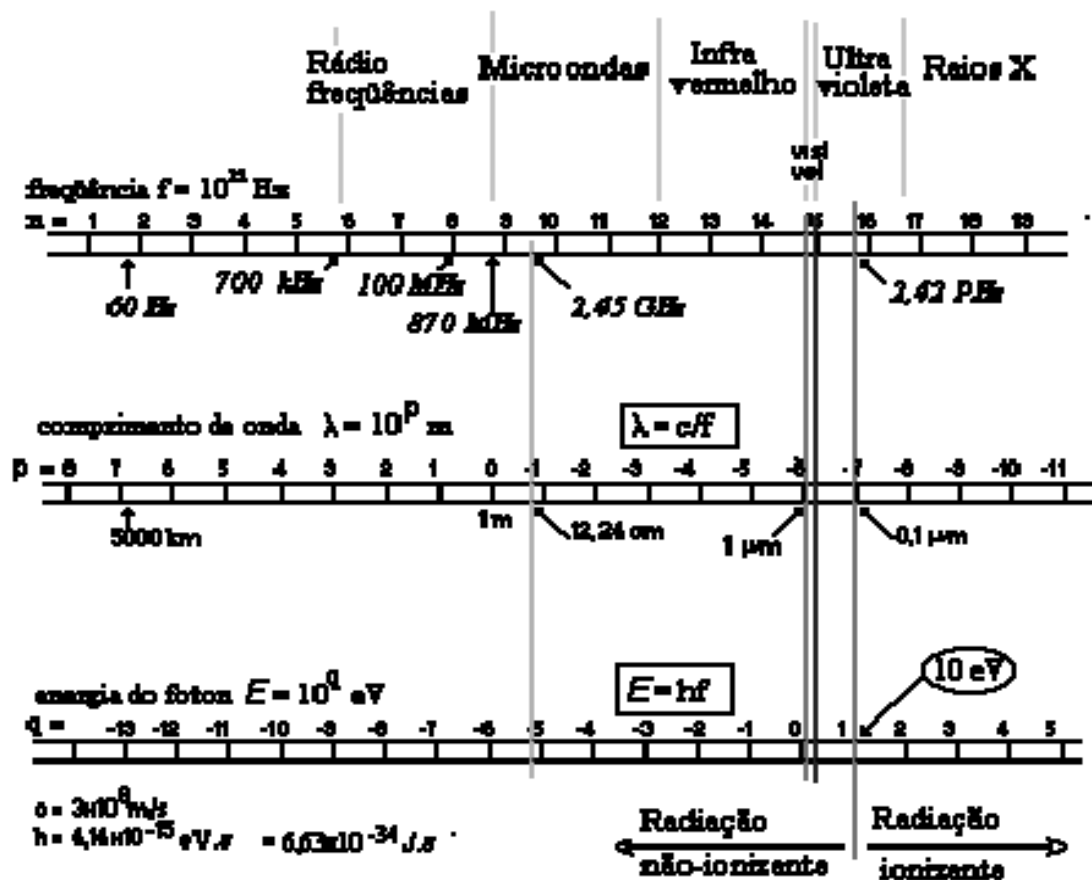 Rádio
freqüências
Microondas
Infra
vermelho
Ultra
violeta
Raios X
visí
vel
freqüência f = 10ⁿ Hz
n = 1 2 3 4 5 6 7 8 9 10 11 12 13 14 15 16 17 18 19
60 Hz
700 kHz
100 MHz
870 MHz
2,45 GHz
2,42 PHz
comprimento de onda λ = 10ᵖ m
λ = c/f
p = 8 7 6 5 4 3 2 1 0 -1 -2 -3 -4 -5 -6 -7 -8 -9 -10 -11
5000 km
1 m
12,24 cm
1 μm
0,1 μm
energia do foton E = 10^q eV
E = hf
10 eV
q = -13 -12 -11 -10 -9 -8 -7 -6 -5 -4 -3 -2 -1 0 1 2 3 4 5
c = 3x10⁸ m/s
h = 4,14x10⁻¹⁵ eV.s = 6,63x10⁻³⁴ J.s
Radiação
não-ionizante
Radiação
ionizante